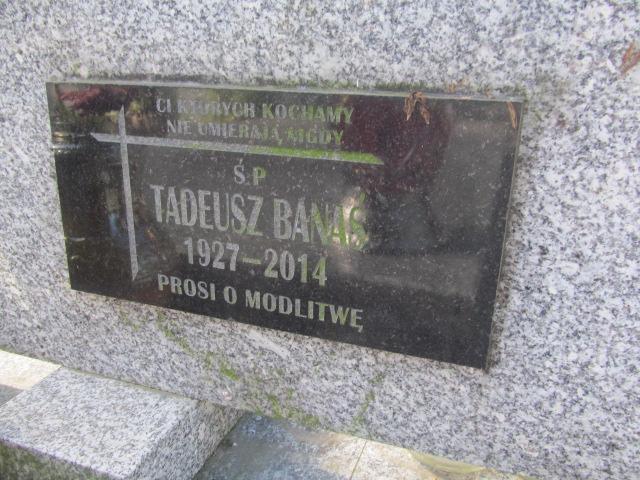 CI KTÓRYCH KOCHAMY
NIE UMIERAJĄ NIGDY
Ś.P
TADEUSZ BANAŚ
1927-2014
PROSI O MODLITWĘ